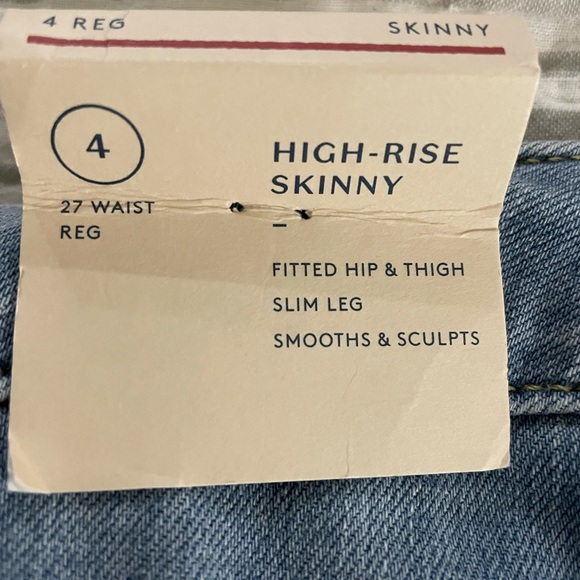 4 REG SKINNY
4
27 WAIST
REG
HIGH-RISE
SKINNY
–
FITTED HIP & THIGH
SLIM LEG
SMOOTHS & SCULPTS